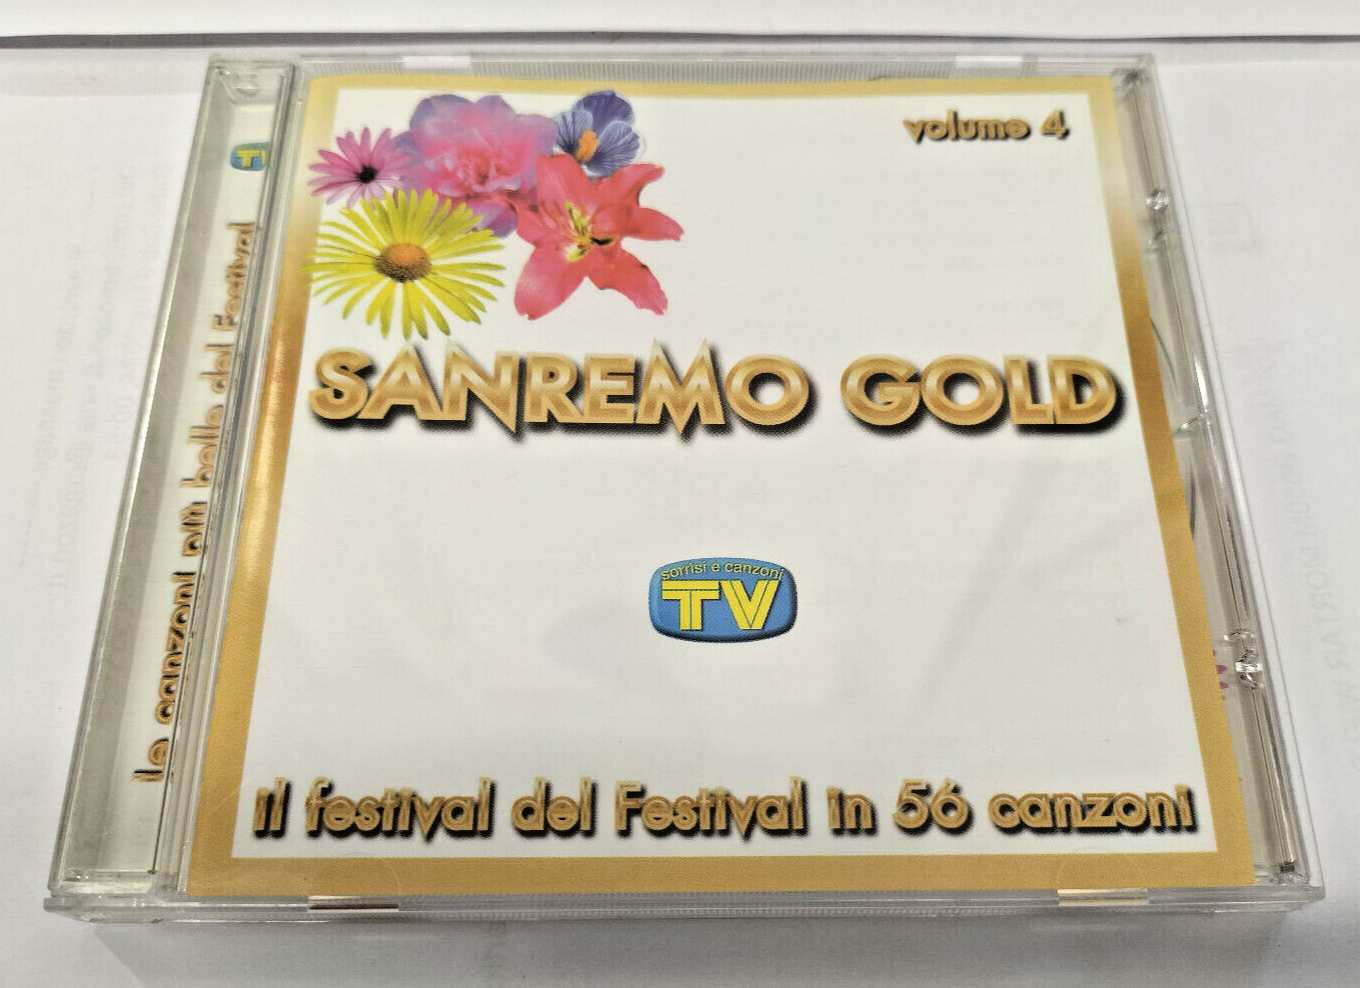 volume 4
SANREMO GOLD
sorrisi e canzoni
TV
il festival del Festival in 56 canzoni
TV
le canzoni più belle del Festival